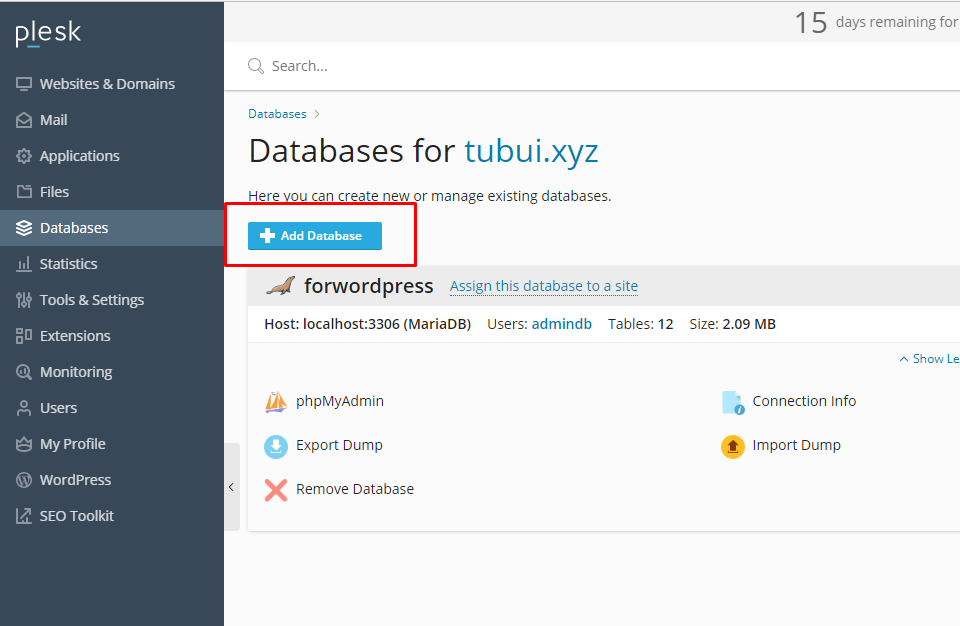 plesk
15 days remaining for
Search...
Websites & Domains
Mail
Applications
Files
Databases
Statistics
Tools & Settings
Extensions
Monitoring
Users
My Profile
WordPress
SEO Toolkit
Databases >
Databases for tubui.xyz
Here you can create new or manage existing databases.
Add Database
forwordpress Assign this database to a site
Host: localhost:3306 (MariaDB) Users: admindb Tables: 12 Size: 2.09 MB
Show Le
phpMyAdmin Connection Info
Export Dump Import Dump
Remove Database